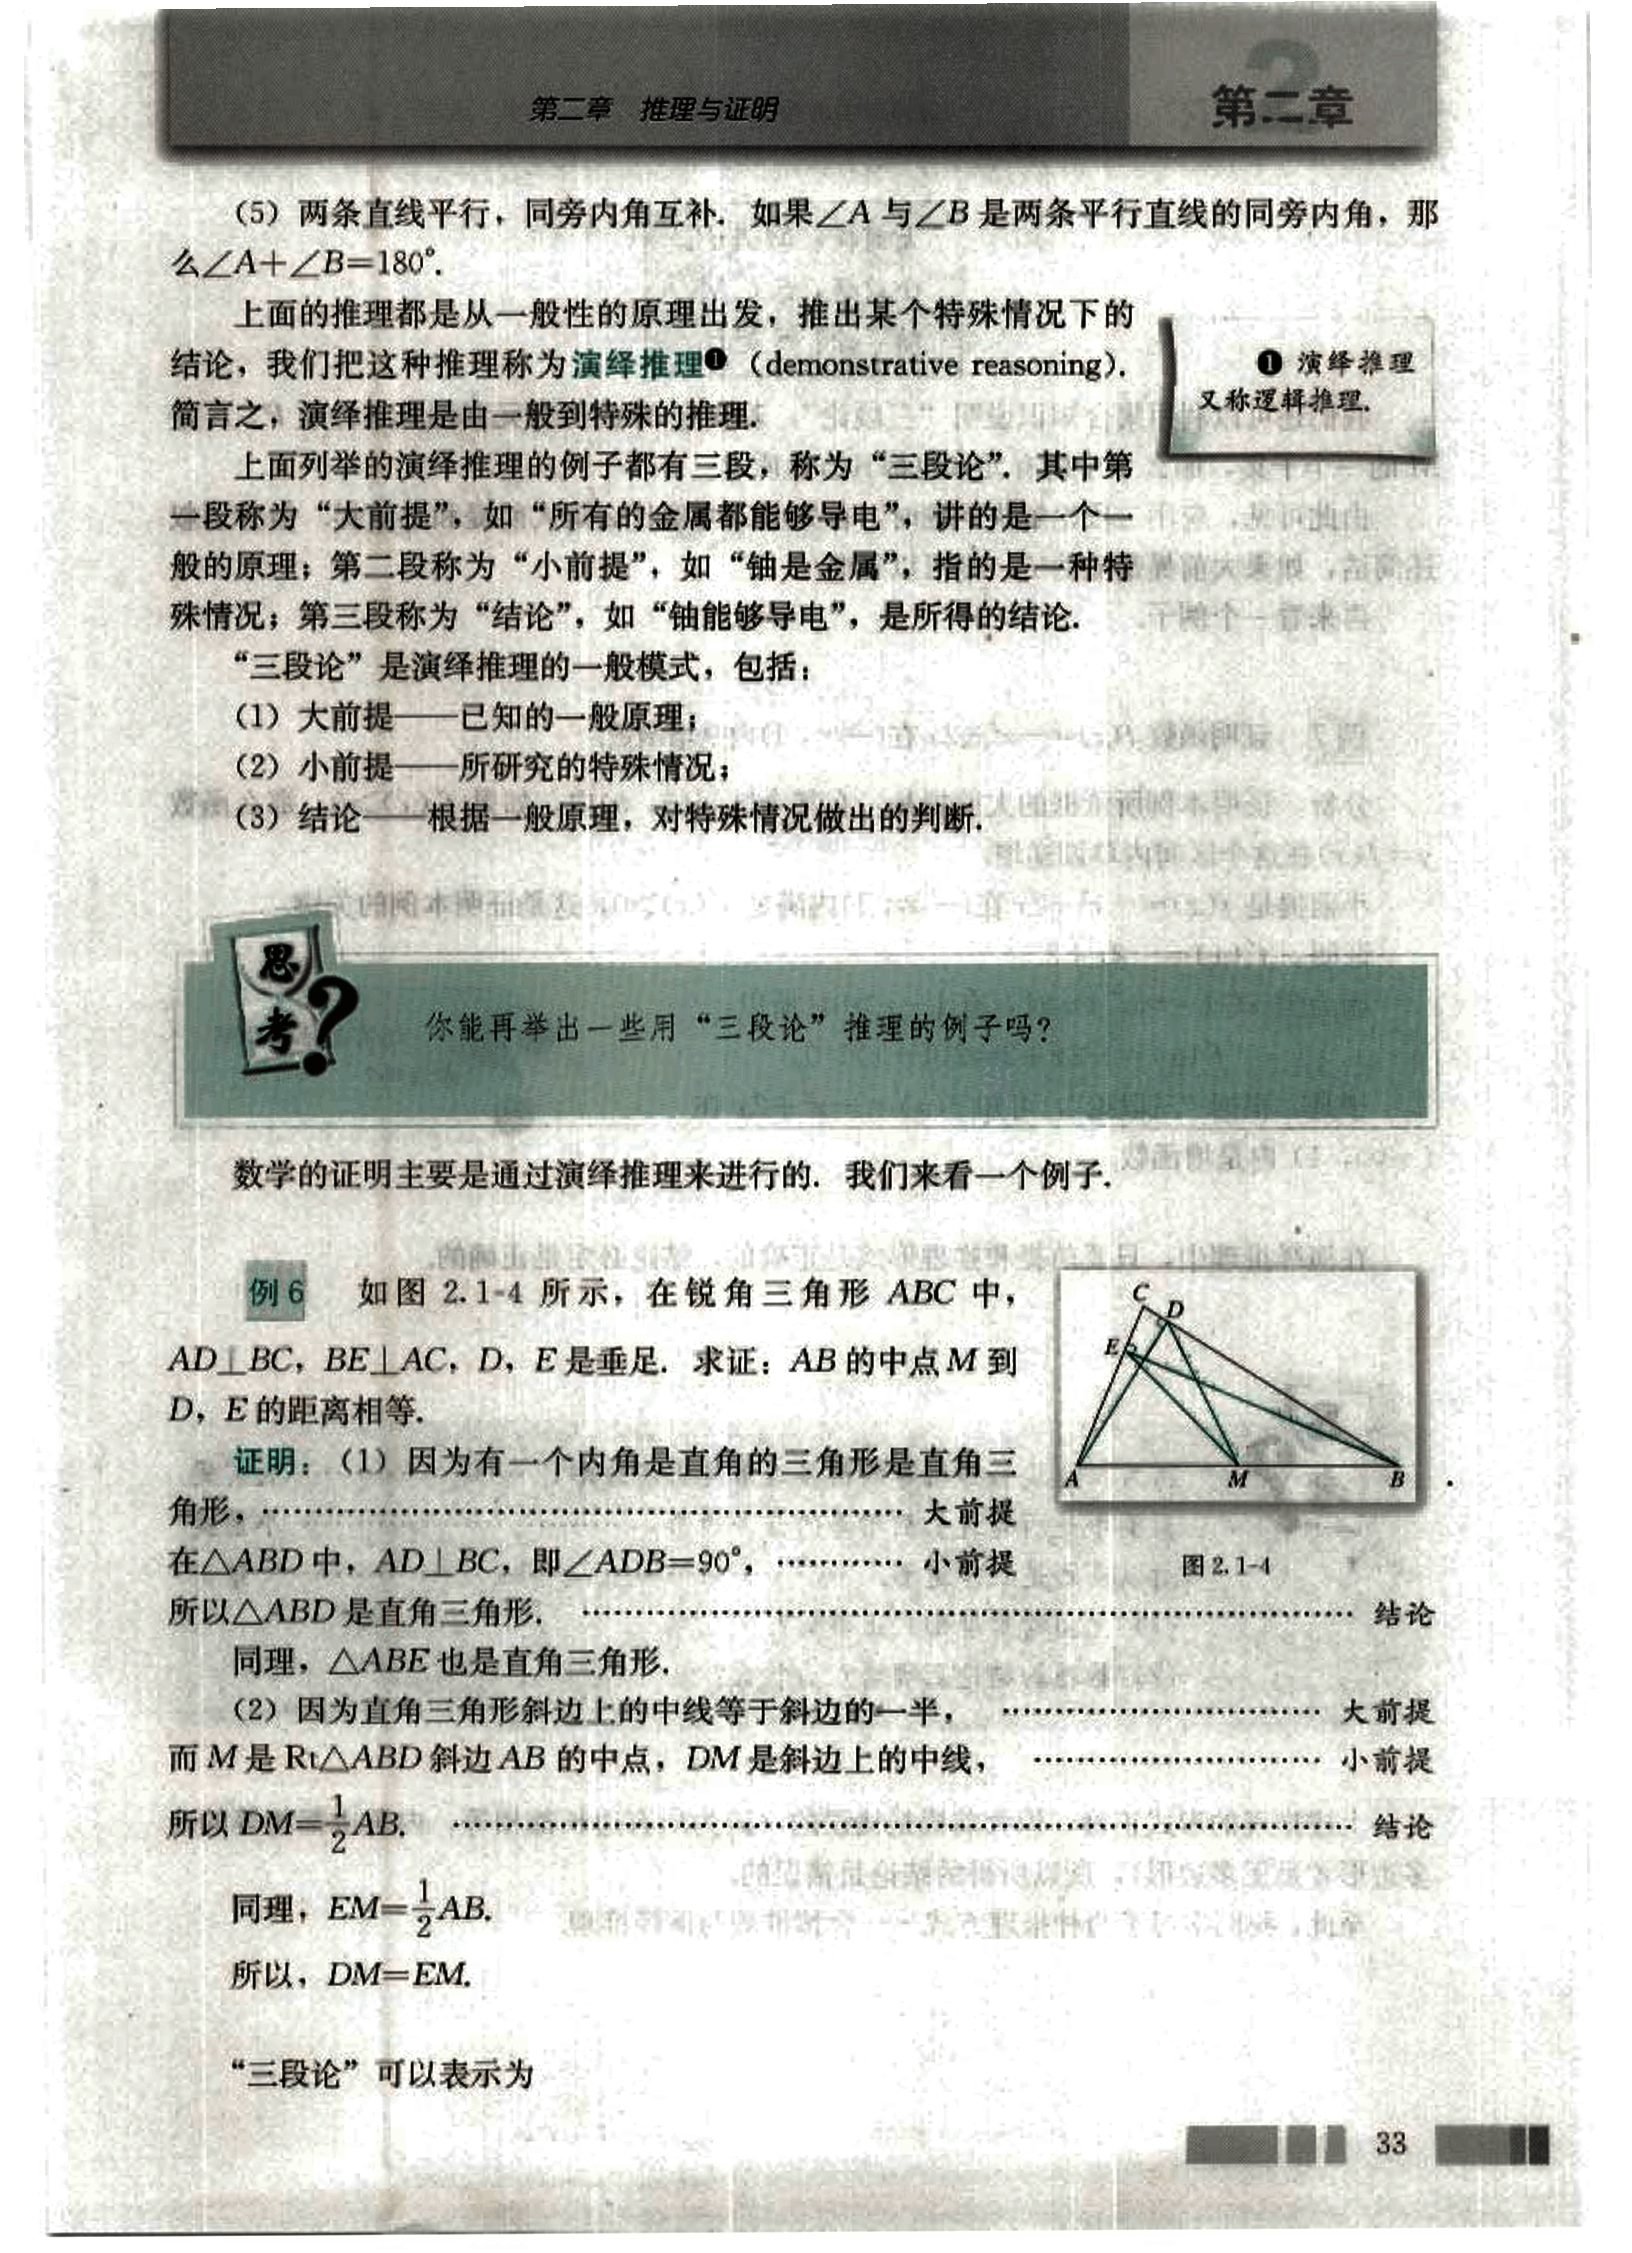 第二章 推理与证明
第二章
（5）两条直线平行，同旁内角互补．如果∠A 与∠B 是两条平行直线的同旁内角，那
么∠A＋∠B＝180°．
上面的推理都是从一般性的原理出发，推出某个特殊情况下的
结论，我们把这种推理称为演绎推理❶（demonstrative reasoning）．
简言之，演绎推理是由一般到特殊的推理．
❶ 演绎推理
又称逻辑推理．
上面列举的演绎推理的例子都有三段，称为“三段论”．其中第
一段称为“大前提”，如“所有的金属都能够导电”，讲的是一个一
般的原理；第二段称为“小前提”，如“铀是金属”，指的是一种特
殊情况；第三段称为“结论”，如“铀能够导电”，是所得的结论．
“三段论”是演绎推理的一般模式，包括：
（1）大前提——已知的一般原理；
（2）小前提——所研究的特殊情况；
（3）结论——根据一般原理，对特殊情况做出的判断．
思考？
你能再举出一些用“三段论”推理的例子吗？
数学的证明主要是通过演绎推理来进行的．我们来看一个例子．
例 6 如图 2.1-4 所示，在锐角三角形 ABC 中，
AD⊥BC，BE⊥AC，D，E 是垂足．求证：AB 的中点 M 到
D，E 的距离相等．
C
D
E
A
M
B
图 2.1-4
证明：（1）因为有一个内角是直角的三角形是直角三
角形，………………………………………………… 大前提
在△ABD 中，AD⊥BC，即∠ADB＝90°，………… 小前提
所以△ABD 是直角三角形．………………………………………………………… 结论
同理，△ABE 也是直角三角形．
（2）因为直角三角形斜边上的中线等于斜边的一半，………………………… 大前提
而 M 是 Rt△ABD 斜边 AB 的中点，DM 是斜边上的中线，……………………… 小前提
所以 DM＝½AB．……………………………………………………………………… 结论
同理，EM＝½AB．
所以，DM＝EM．
“三段论”可以表示为
33